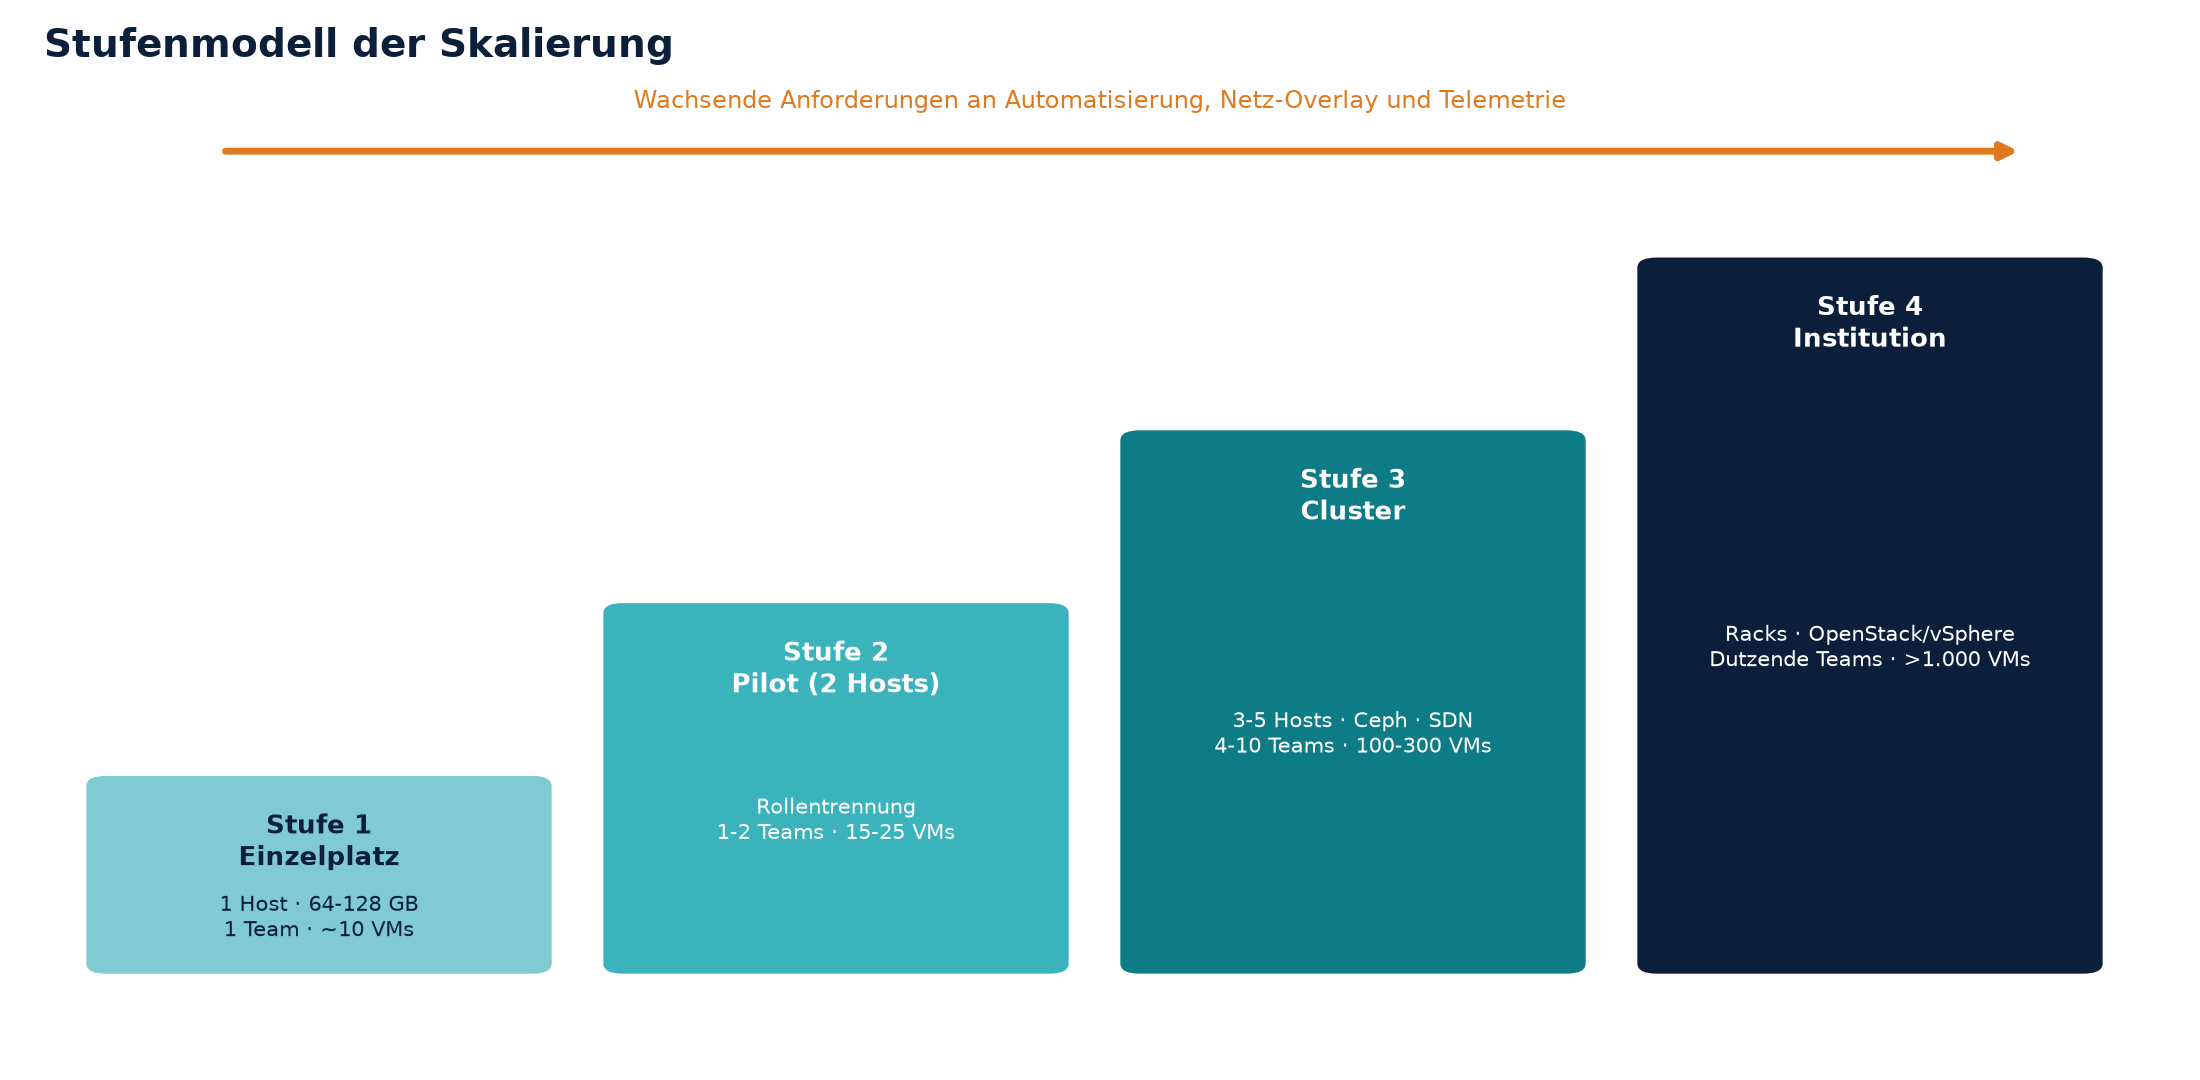 Stufenmodell der Skalierung
Wachsende Anforderungen an Automatisierung, Netz-Overlay und Telemetrie
Stufe 1
Einzelplatz
1 Host · 64-128 GB
1 Team · ~10 VMs
Stufe 2
Pilot (2 Hosts)
Rollentrennung
1-2 Teams · 15-25 VMs
Stufe 3
Cluster
3-5 Hosts · Ceph · SDN
4-10 Teams · 100-300 VMs
Stufe 4
Institution
Racks · OpenStack/vSphere
Dutzende Teams · >1.000 VMs